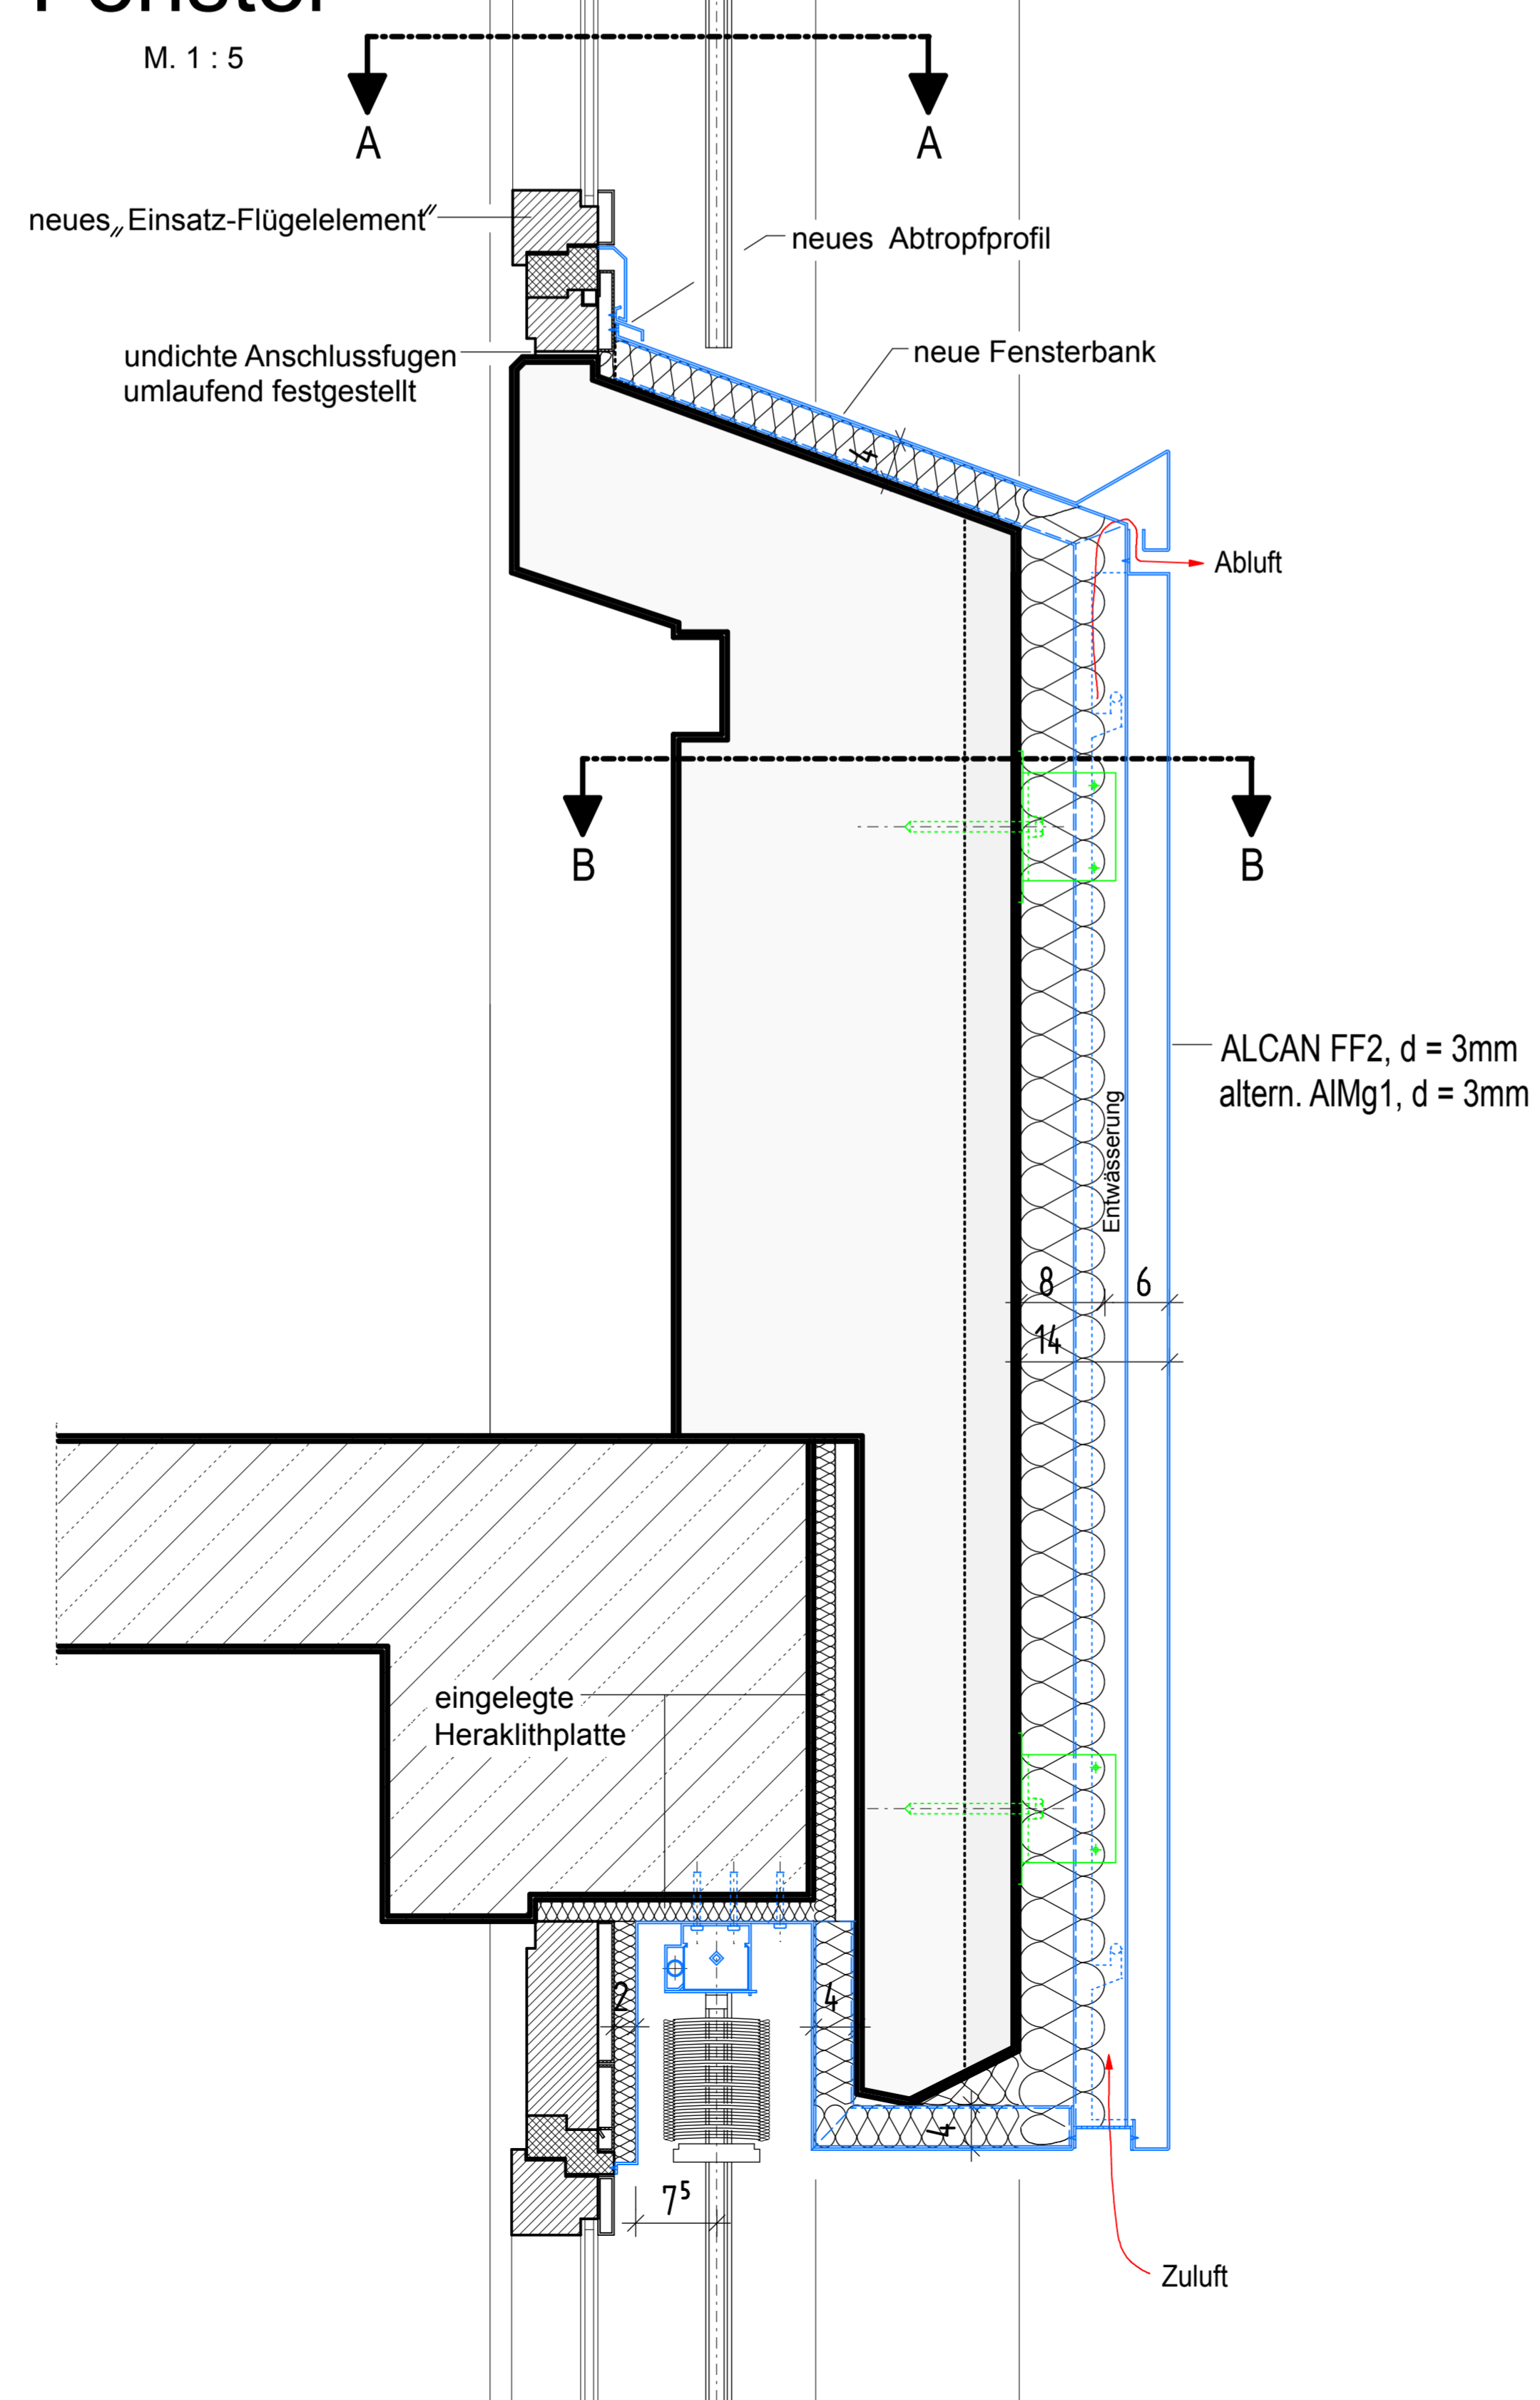 Fenster
M. 1 : 5
A
A
neues„Einsatz-Flügelelement"
neues Abtropfprofil
undichte Anschlussfugen
umlaufend festgestellt
neue Fensterbank
4
Abluft
B
B
ALCAN FF2, d = 3mm
altern. AlMg1, d = 3mm
Entwässerung
8
6
14
eingelegte
Heraklithplatte
2
4
4
7⁵
Zuluft